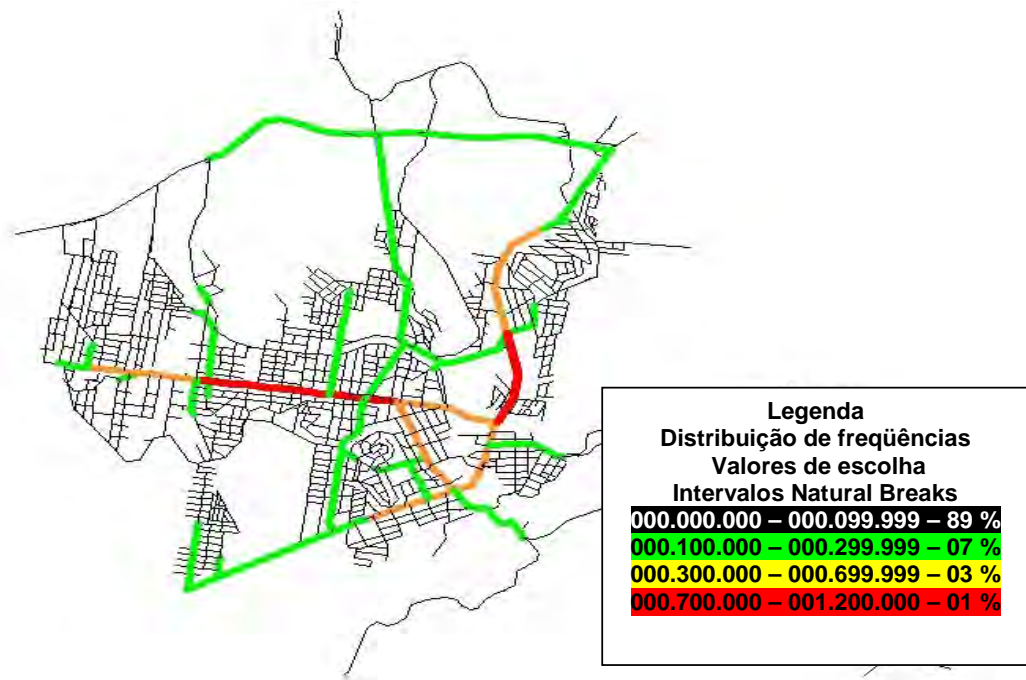 Legenda
Distribuição de freqüências
Valores de escolha
Intervalos Natural Breaks
000.000.000 – 000.099.999 – 89 %
000.100.000 – 000.299.999 – 07 %
000.300.000 – 000.699.999 – 03 %
000.700.000 – 001.200.000 – 01 %